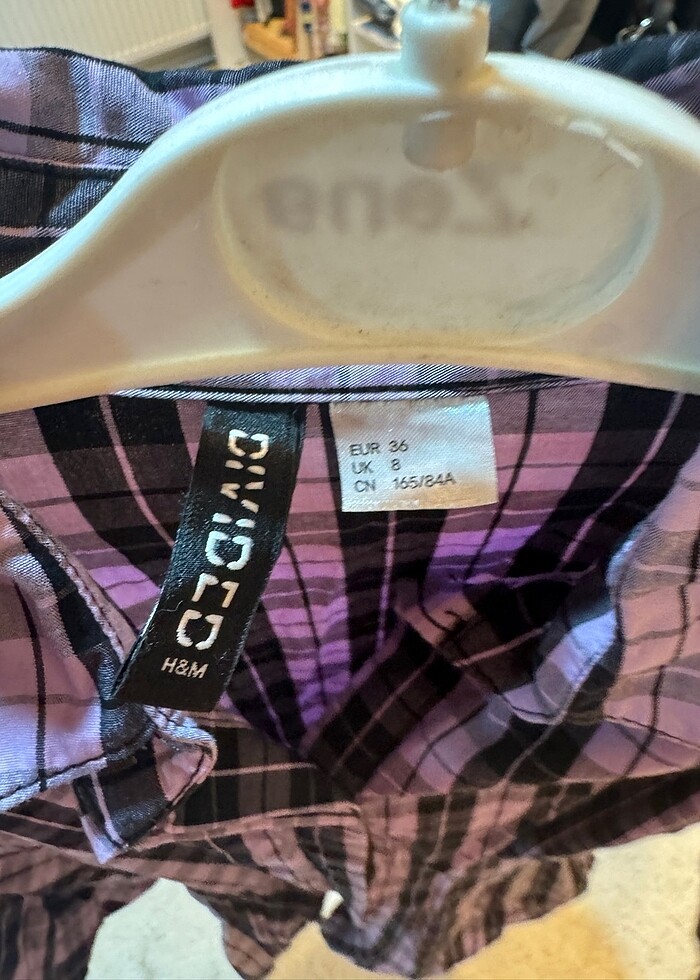 DIVIDED
H&M
EUR 36
UK 8
CN 165/84A